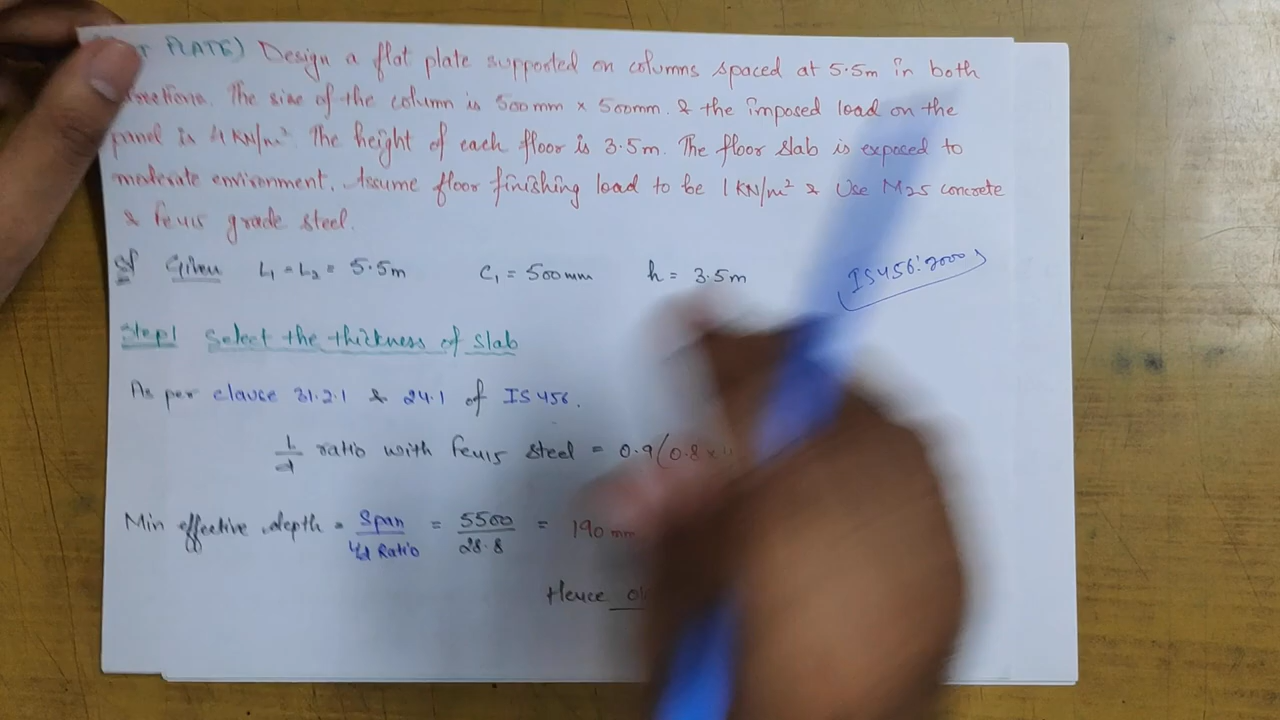 PLATE) Design a flat plate supported on columns spaced at 5.5m in both
The size of the column is 500mm x 500mm. & the imposed load on the
panel is 4 KN/m². The height of each floor is 3.5m. The floor slab is exposed to
moderate environment. Assume floor finishing load to be 1 KN/m² & Use M25 concrete
& Fe415 grade steel.
Sol Given L₁ = L₂ = 5.5m C₁ = 500mm h = 3.5m IS456:2000
Step1 Select the thickness of slab
As per clause 31.2.1 & 24.1 of IS 456.
L/d ratio with Fe415 steel = 0.9(0.8 x
Min effective depth = Span / L/d Ratio = 5500/28.8 = 190 mm
Hence